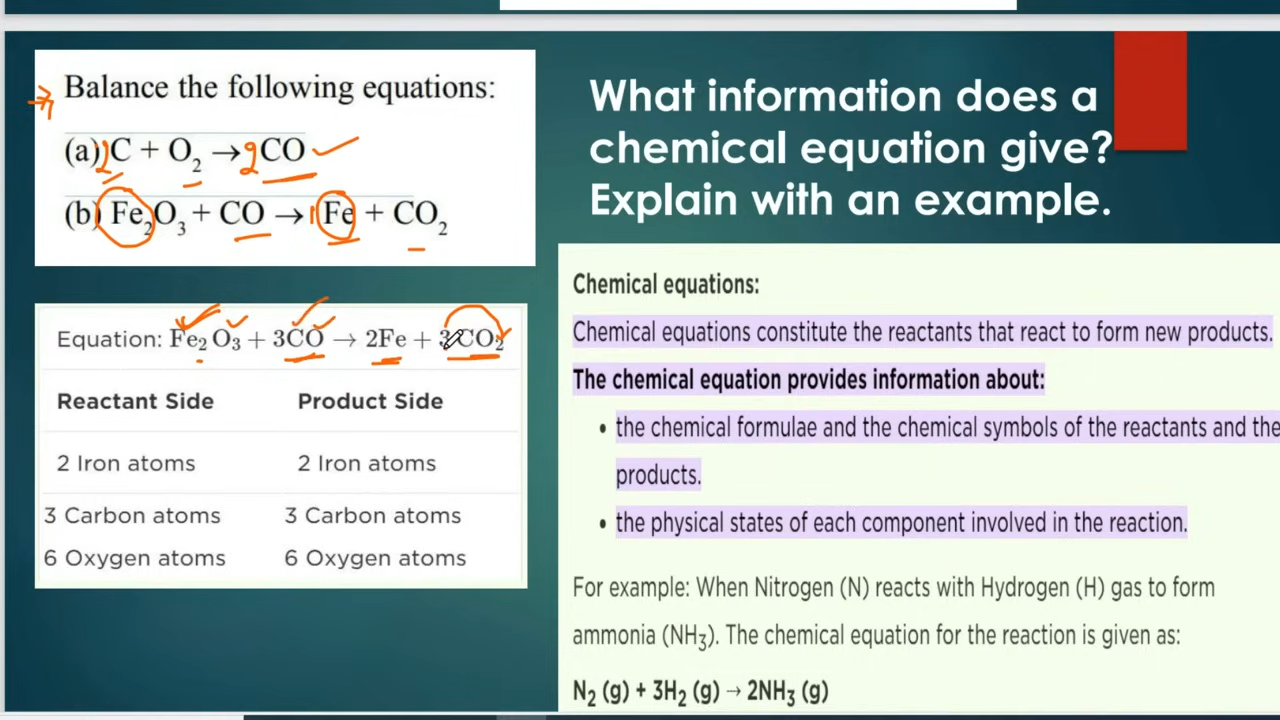 Balance the following equations:
(a) 2C + O₂ → 2CO
(b) Fe₂O₃ + CO → 1Fe + CO₂
Equation: Fe₂O₃ + 3CO → 2Fe + 3CO₂
Reactant Side Product Side
2 Iron atoms 2 Iron atoms
3 Carbon atoms 3 Carbon atoms
6 Oxygen atoms 6 Oxygen atoms
What information does a
chemical equation give?
Explain with an example.
Chemical equations:
Chemical equations constitute the reactants that react to form new products.
The chemical equation provides information about:
• the chemical formulae and the chemical symbols of the reactants and the
products.
• the physical states of each component involved in the reaction.
For example: When Nitrogen (N) reacts with Hydrogen (H) gas to form
ammonia (NH₃). The chemical equation for the reaction is given as:
N₂ (g) + 3H₂ (g) → 2NH₃ (g)